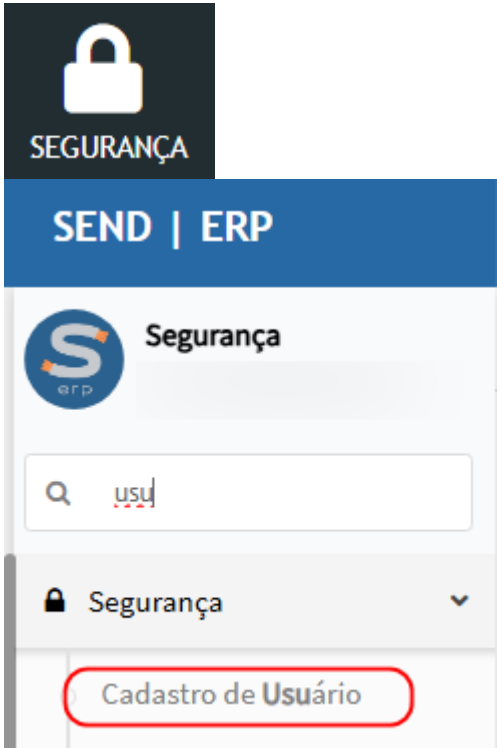 SEGURANÇA
SEND | ERP
Segurança
S
erp
usu
Segurança
Cadastro de Usuário